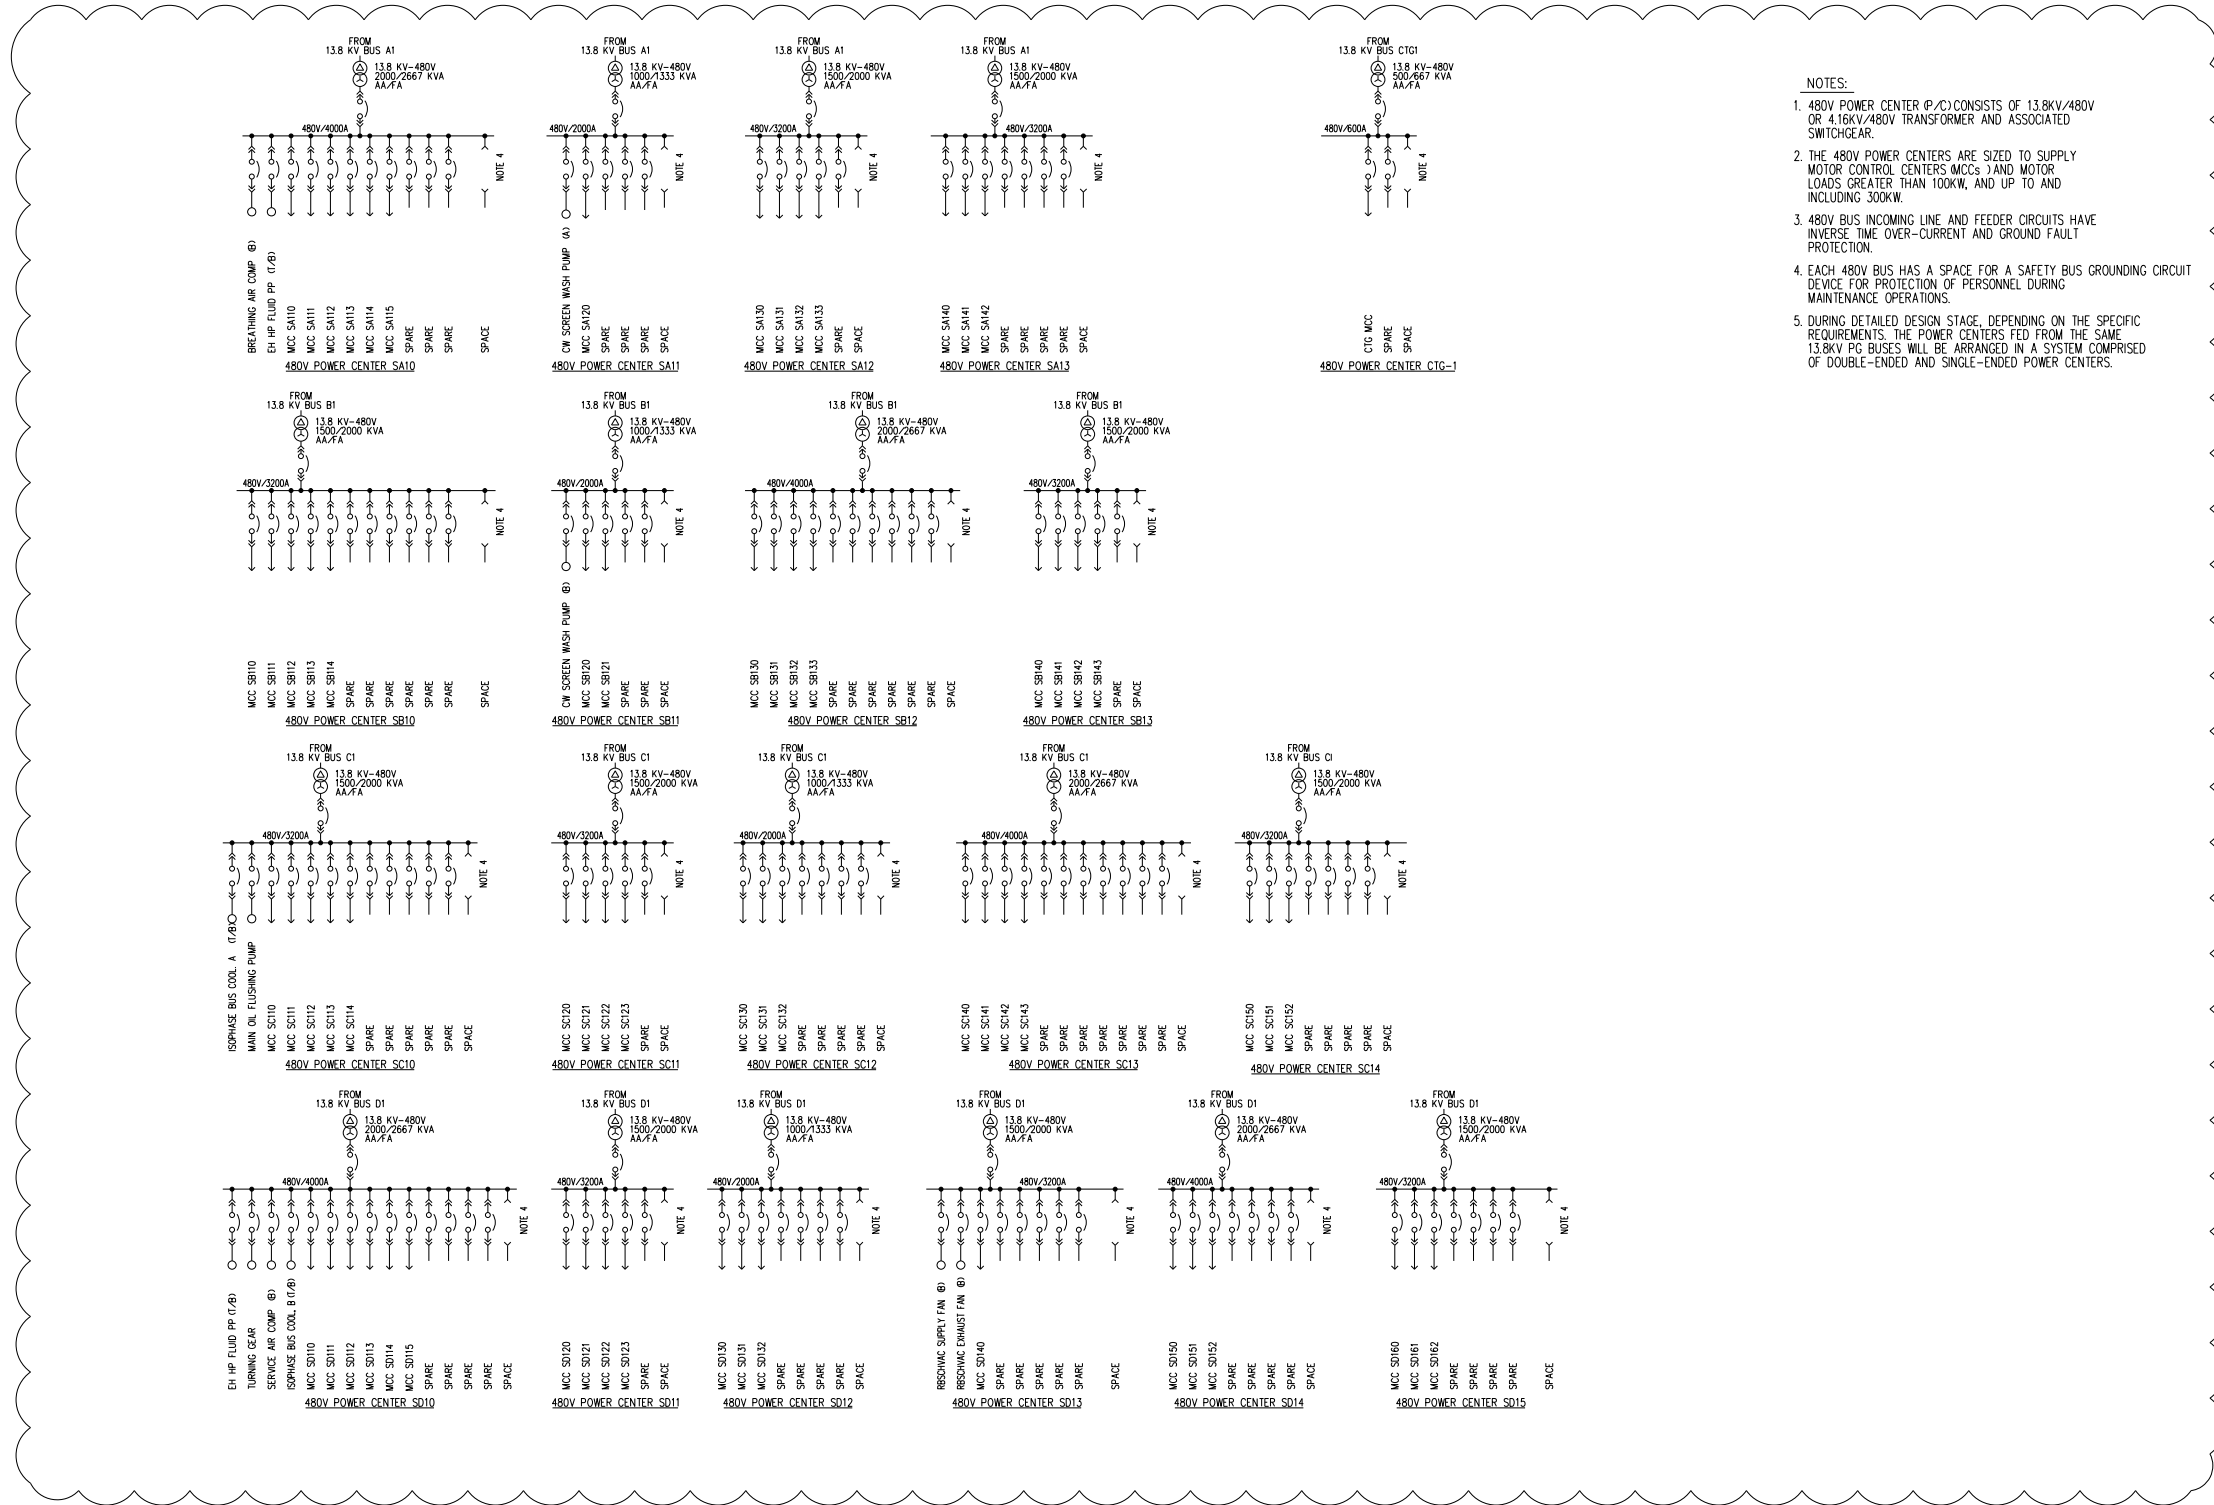 FROM
13.8 KV BUS A1
13.8 KV-480V
2000/2667 KVA
AA/FA
480V/4000A
NOTE 4
BREATHING AIR COMP (B)
EH HP FLUID PP (T/B)
MCC SA110
MCC SA111
MCC SA112
MCC SA113
MCC SA114
MCC SA115
SPARE
SPARE
SPARE
SPACE
480V POWER CENTER SA10
FROM
13.8 KV BUS A1
13.8 KV-480V
1000/1333 KVA
AA/FA
480V/2000A
NOTE 4
CW SCREEN WASH PUMP (A)
MCC SA120
SPARE
SPARE
SPARE
SPACE
480V POWER CENTER SA11
FROM
13.8 KV BUS A1
13.8 KV-480V
1500/2000 KVA
AA/FA
480V/3200A
NOTE 4
MCC SA130
MCC SA131
MCC SA132
MCC SA133
SPARE
SPACE
480V POWER CENTER SA12
FROM
13.8 KV BUS A1
13.8 KV-480V
1500/2000 KVA
AA/FA
480V/3200A
NOTE 4
MCC SA140
MCC SA141
MCC SA142
SPARE
SPARE
SPARE
SPACE
480V POWER CENTER SA13
FROM
13.8 KV BUS CTG1
13.8 KV-480V
500/667 KVA
AA/FA
480V/600A
NOTE 4
CTG MCC
SPARE
SPACE
480V POWER CENTER CTG-1
NOTES:
1. 480V POWER CENTER (P/C) CONSISTS OF 13.8KV/480V
OR 4.16KV/480V TRANSFORMER AND ASSOCIATED
SWITCHGEAR.
2. THE 480V POWER CENTERS ARE SIZED TO SUPPLY
MOTOR CONTROL CENTERS (MCCs ) AND MOTOR
LOADS GREATER THAN 100KW, AND UP TO AND
INCLUDING 300KW.
3. 480V BUS INCOMING LINE AND FEEDER CIRCUITS HAVE
INVERSE TIME OVER-CURRENT AND GROUND FAULT
PROTECTION.
4. EACH 480V BUS HAS A SPACE FOR A SAFETY BUS GROUNDING CIRCUIT
DEVICE FOR PROTECTION OF PERSONNEL DURING
MAINTENANCE OPERATIONS.
5. DURING DETAILED DESIGN STAGE, DEPENDING ON THE SPECIFIC
REQUIREMENTS. THE POWER CENTERS FED FROM THE SAME
13.8KV PG BUSES WILL BE ARRANGED IN A SYSTEM COMPRISED
OF DOUBLE-ENDED AND SINGLE-ENDED POWER CENTERS.
FROM
13.8 KV BUS B1
13.8 KV-480V
1500/2000 KVA
AA/FA
480V/3200A
NOTE 4
MCC SB110
MCC SB111
MCC SB112
MCC SB113
MCC SB114
SPARE
SPARE
SPARE
SPARE
SPARE
SPARE
SPACE
480V POWER CENTER SB10
FROM
13.8 KV BUS B1
13.8 KV-480V
1000/1333 KVA
AA/FA
480V/2000A
NOTE 4
CW SCREEN WASH PUMP (B)
MCC SB120
MCC SB121
SPARE
SPARE
SPACE
480V POWER CENTER SB11
FROM
13.8 KV BUS B1
13.8 KV-480V
2000/2667 KVA
AA/FA
480V/4000A
NOTE 4
MCC SB130
MCC SB131
MCC SB132
MCC SB133
SPARE
SPARE
SPARE
SPARE
SPARE
SPARE
SPACE
480V POWER CENTER SB12
FROM
13.8 KV BUS B1
13.8 KV-480V
1500/2000 KVA
AA/FA
480V/3200A
NOTE 4
MCC SB140
MCC SB141
MCC SB142
MCC SB143
SPARE
SPACE
480V POWER CENTER SB13
FROM
13.8 KV BUS C1
13.8 KV-480V
1500/2000 KVA
AA/FA
480V/3200A
NOTE 4
ISOPHASE BUS COOL. A (T/B)
MAIN OIL FLUSHING PUMP
MCC SC110
MCC SC111
MCC SC112
MCC SC113
MCC SC114
SPARE
SPARE
SPARE
SPARE
SPARE
SPACE
480V POWER CENTER SC10
FROM
13.8 KV BUS C1
13.8 KV-480V
1500/2000 KVA
AA/FA
480V/3200A
NOTE 4
MCC SC120
MCC SC121
MCC SC122
MCC SC123
SPARE
SPACE
480V POWER CENTER SC11
FROM
13.8 KV BUS C1
13.8 KV-480V
1000/1333 KVA
AA/FA
480V/2000A
NOTE 4
MCC SC130
MCC SC131
MCC SC132
SPARE
SPARE
SPARE
SPARE
SPACE
480V POWER CENTER SC12
FROM
13.8 KV BUS C1
13.8 KV-480V
2000/2667 KVA
AA/FA
480V/4000A
NOTE 4
MCC SC140
MCC SC141
MCC SC142
MCC SC143
SPARE
SPARE
SPARE
SPARE
SPARE
SPARE
SPARE
SPACE
480V POWER CENTER SC13
FROM
13.8 KV BUS C1
13.8 KV-480V
1500/2000 KVA
AA/FA
480V/3200A
NOTE 4
MCC SC150
MCC SC151
MCC SC152
SPARE
SPARE
SPARE
SPARE
SPACE
480V POWER CENTER SC14
FROM
13.8 KV BUS D1
13.8 KV-480V
2000/2667 KVA
AA/FA
480V/4000A
NOTE 4
EH HP FLUID PP (T/B)
TURNING GEAR
SERVICE AIR COMP (B)
ISOPHASE BUS COOL. B (T/B)
MCC SD110
MCC SD111
MCC SD112
MCC SD113
MCC SD114
MCC SD115
SPARE
SPARE
SPARE
SPARE
SPACE
480V POWER CENTER SD10
FROM
13.8 KV BUS D1
13.8 KV-480V
1500/2000 KVA
AA/FA
480V/3200A
NOTE 4
MCC SD120
MCC SD121
MCC SD122
MCC SD123
SPARE
SPACE
480V POWER CENTER SD11
FROM
13.8 KV BUS D1
13.8 KV-480V
1000/1333 KVA
AA/FA
480V/2000A
NOTE 4
MCC SD130
MCC SD131
MCC SD132
SPARE
SPARE
SPARE
SPARE
SPACE
480V POWER CENTER SD12
FROM
13.8 KV BUS D1
13.8 KV-480V
1500/2000 KVA
AA/FA
480V/3200A
NOTE 4
RBSCHVAC SUPPLY FAN (B)
RBSCHVAC EXHAUST FAN (B)
MCC SD140
SPARE
SPARE
SPARE
SPARE
SPARE
SPACE
480V POWER CENTER SD13
FROM
13.8 KV BUS D1
13.8 KV-480V
2000/2667 KVA
AA/FA
480V/4000A
NOTE 4
MCC SD150
MCC SD151
MCC SD152
SPARE
SPARE
SPARE
SPARE
SPACE
480V POWER CENTER SD14
FROM
13.8 KV BUS D1
13.8 KV-480V
1500/2000 KVA
AA/FA
480V/3200A
NOTE 4
MCC SD160
MCC SD161
MCC SD162
SPARE
SPARE
SPARE
SPARE
SPACE
480V POWER CENTER SD15